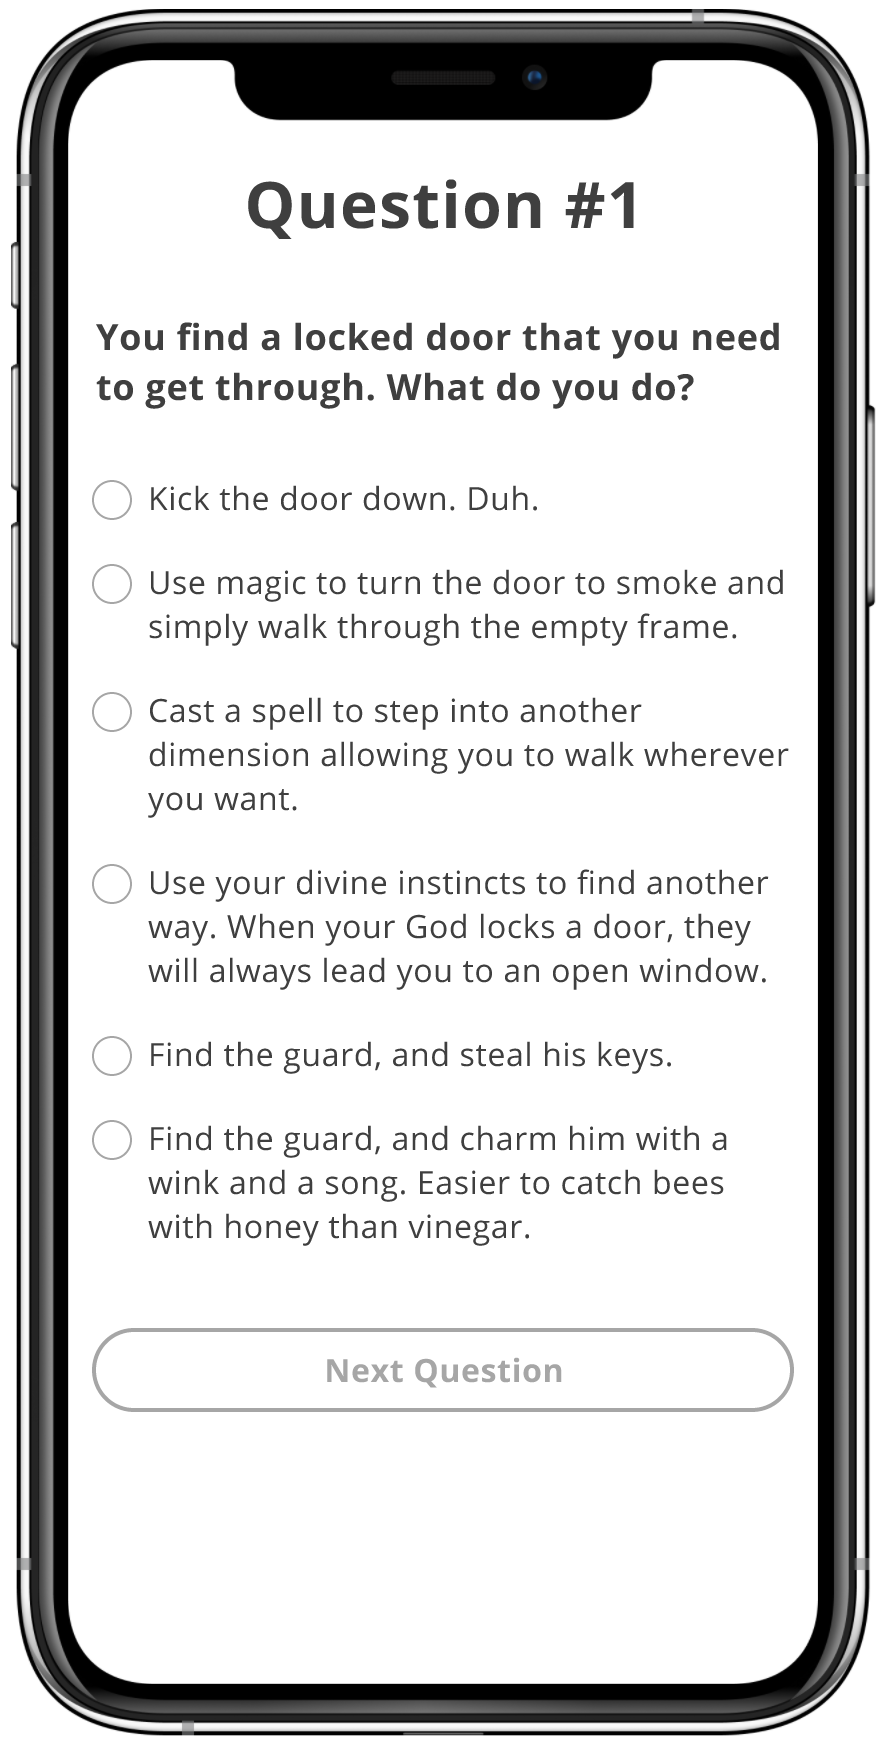 Question #1
You find a locked door that you need
to get through. What do you do?
Kick the door down. Duh.
Use magic to turn the door to smoke and
simply walk through the empty frame.
Cast a spell to step into another
dimension allowing you to walk wherever
you want.
Use your divine instincts to find another
way. When your God locks a door, they
will always lead you to an open window.
Find the guard, and steal his keys.
Find the guard, and charm him with a
wink and a song. Easier to catch bees
with honey than vinegar.
Next Question